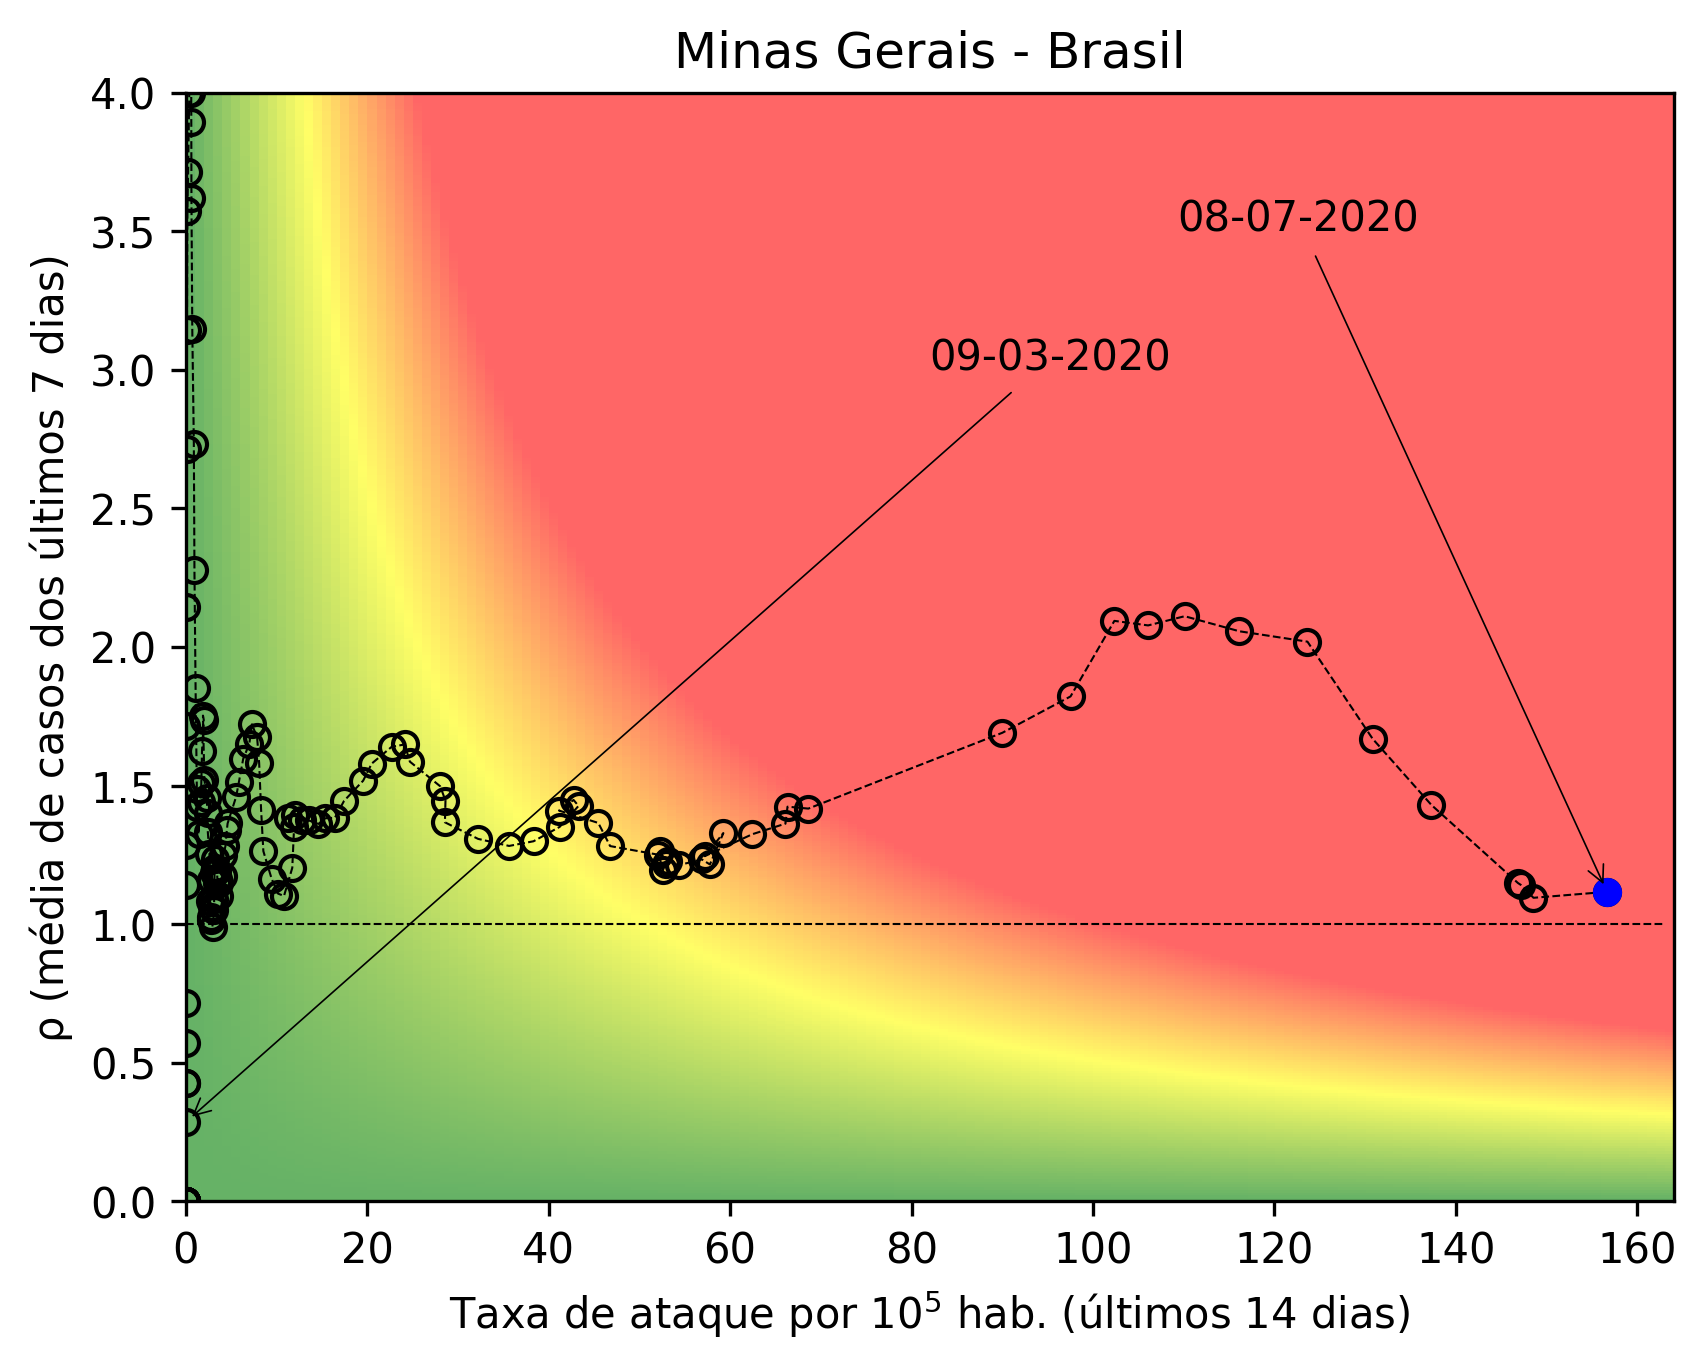 Minas Gerais - Brasil
4.0
3.5
3.0
2.5
2.0
1.5
1.0
0.5
0.0
ρ (média de casos dos últimos 7 dias)
08-07-2020
09-03-2020
0 20 40 60 80 100 120 140 160
Taxa de ataque por 10⁵ hab. (últimos 14 dias)